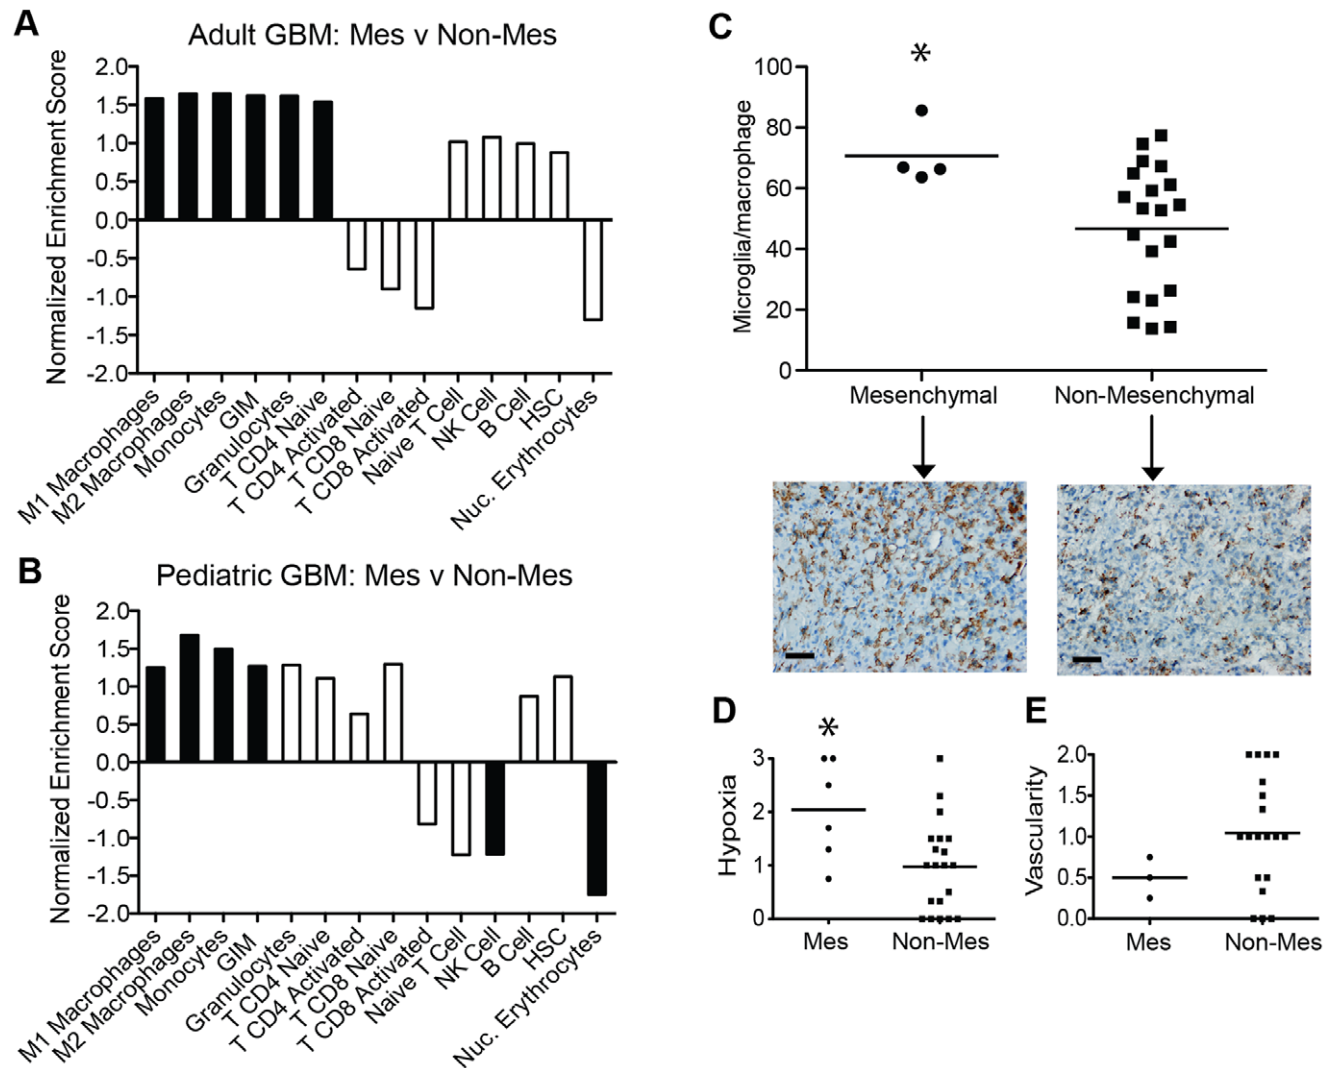 A
Adult GBM: Mes v Non-Mes
Normalized Enrichment Score
2.0
1.5
1.0
0.5
0.0
-0.5
-1.0
-1.5
-2.0
M1 Macrophages
M2 Macrophages
Monocytes
GIM
Granulocytes
T CD4 Naive
T CD4 Activated
T CD8 Naive
T CD8 Activated
Naive T Cell
NK Cell
B Cell
HSC
Nuc. Erythrocytes
B
Pediatric GBM: Mes v Non-Mes
Normalized Enrichment Score
2.0
1.5
1.0
0.5
0.0
-0.5
-1.0
-1.5
-2.0
M1 Macrophages
M2 Macrophages
Monocytes
GIM
Granulocytes
T CD4 Naive
T CD4 Activated
T CD8 Naive
T CD8 Activated
Naive T Cell
NK Cell
B Cell
HSC
Nuc. Erythrocytes
C
*
Microglia/macrophage
100
80
60
40
20
0
Mesenchymal
Non-Mesenchymal
D
*
Hypoxia
3
2
1
0
Mes
Non-Mes
E
Vascularity
2.0
1.5
1.0
0.5
0.0
Mes
Non-Mes